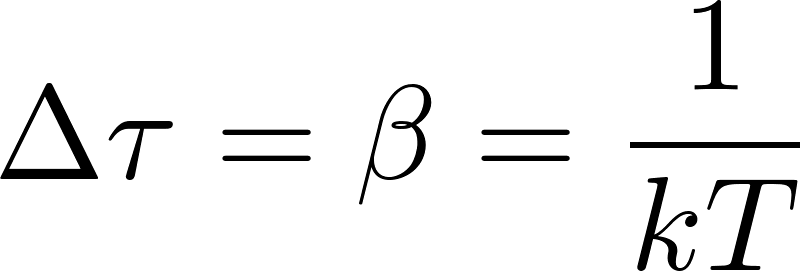 Δτ = β = 1/kT